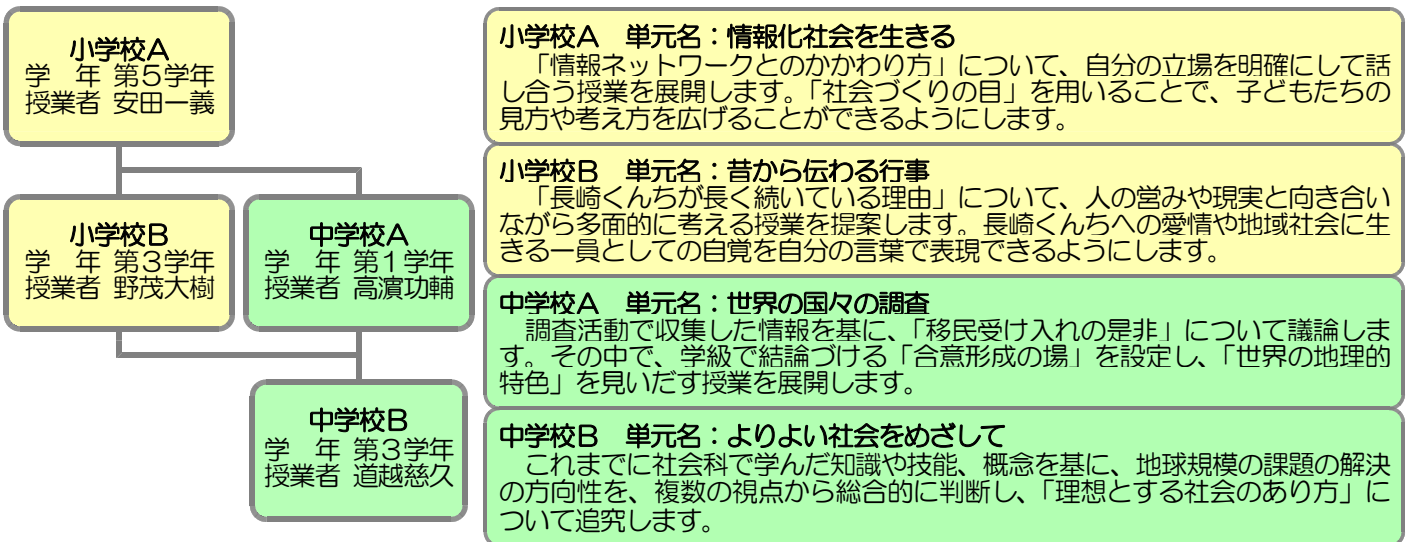 小学校A
学　年 第5学年
授業者 安田一義
小学校B
学　年 第3学年
授業者 野茂大樹
中学校A
学　年 第1学年
授業者 高濵功輔
中学校B
学　年 第3学年
授業者 道越慈久
小学校A　単元名：情報化社会を生きる
「情報ネットワークとのかかわり方」について、自分の立場を明確にして話
し合う授業を展開します。「社会づくりの目」を用いることで、子どもたちの
見方や考え方を広げることができるようにします。
小学校B　単元名：昔から伝わる行事
「長崎くんちが長く続いている理由」について、人の営みや現実と向き合い
ながら多面的に考える授業を提案します。長崎くんちへの愛情や地域社会に生
きる一員としての自覚を自分の言葉で表現できるようにします。
中学校A　単元名：世界の国々の調査
調査活動で収集した情報を基に、「移民受け入れの是非」について議論しま
す。その中で、学級で結論づける「合意形成の場」を設定し、「世界の地理的
特色」を見いだす授業を展開します。
中学校B　単元名：よりよい社会をめざして
これまでに社会科で学んだ知識や技能、概念を基に、地球規模の課題の解決
の方向性を、複数の視点から総合的に判断し、「理想とする社会のあり方」に
ついて追究します。